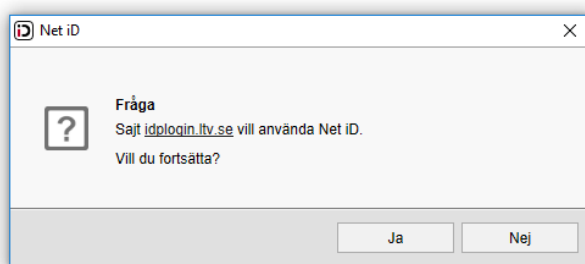 Net iD
Fråga
Sajt idplogin.ltv.se vill använda Net iD.
Vill du fortsätta?
Ja
Nej